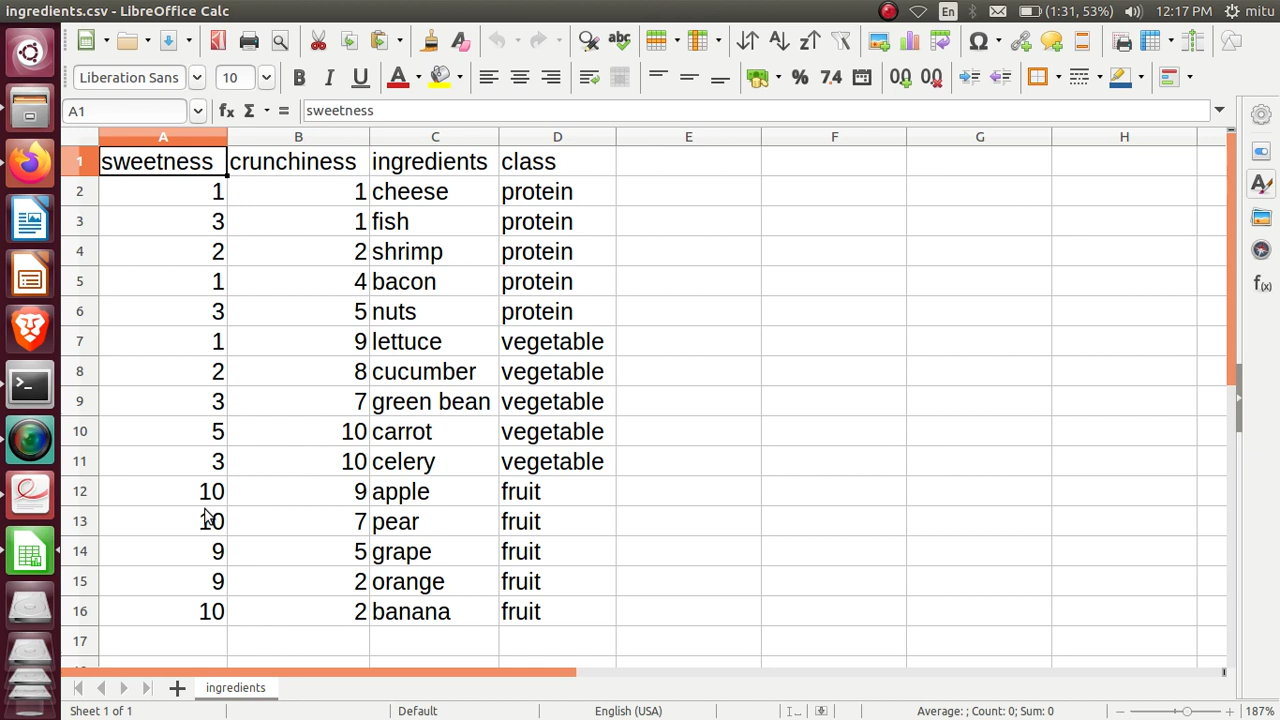 ingredients.csv - LibreOffice Calc
En (1:31, 53%) 12:17 PM mitu
Liberation Sans 10
A1 sweetness
A B C D E F G H
1 sweetness crunchiness ingredients class
2 1 1 cheese protein
3 3 1 fish protein
4 2 2 shrimp protein
5 1 4 bacon protein
6 3 5 nuts protein
7 1 9 lettuce vegetable
8 2 8 cucumber vegetable
9 3 7 green bean vegetable
10 5 10 carrot vegetable
11 3 10 celery vegetable
12 10 9 apple fruit
13 10 7 pear fruit
14 9 5 grape fruit
15 9 2 orange fruit
16 10 2 banana fruit
17
ingredients
Sheet 1 of 1 Default English (USA) Average: ; Count: 0; Sum: 0 187%